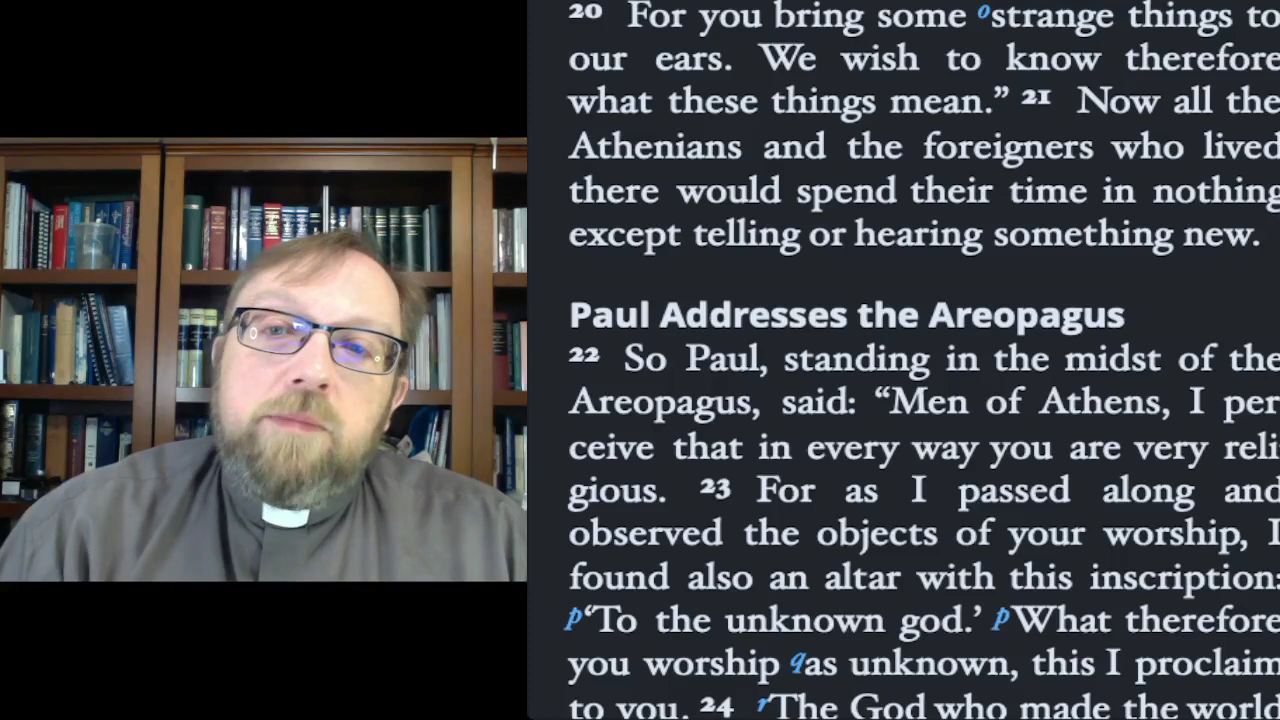 20 For you bring some ostrange things to
our ears. We wish to know therefore
what these things mean.” 21 Now all the
Athenians and the foreigners who lived
there would spend their time in nothing
except telling or hearing something new.
Paul Addresses the Areopagus
22 So Paul, standing in the midst of the
Areopagus, said: “Men of Athens, I per
ceive that in every way you are very reli
gious. 23 For as I passed along and
observed the objects of your worship, I
found also an altar with this inscription:
p‘To the unknown god.’ pWhat therefore
you worship qas unknown, this I proclaim
to you. 24 rThe God who made the world